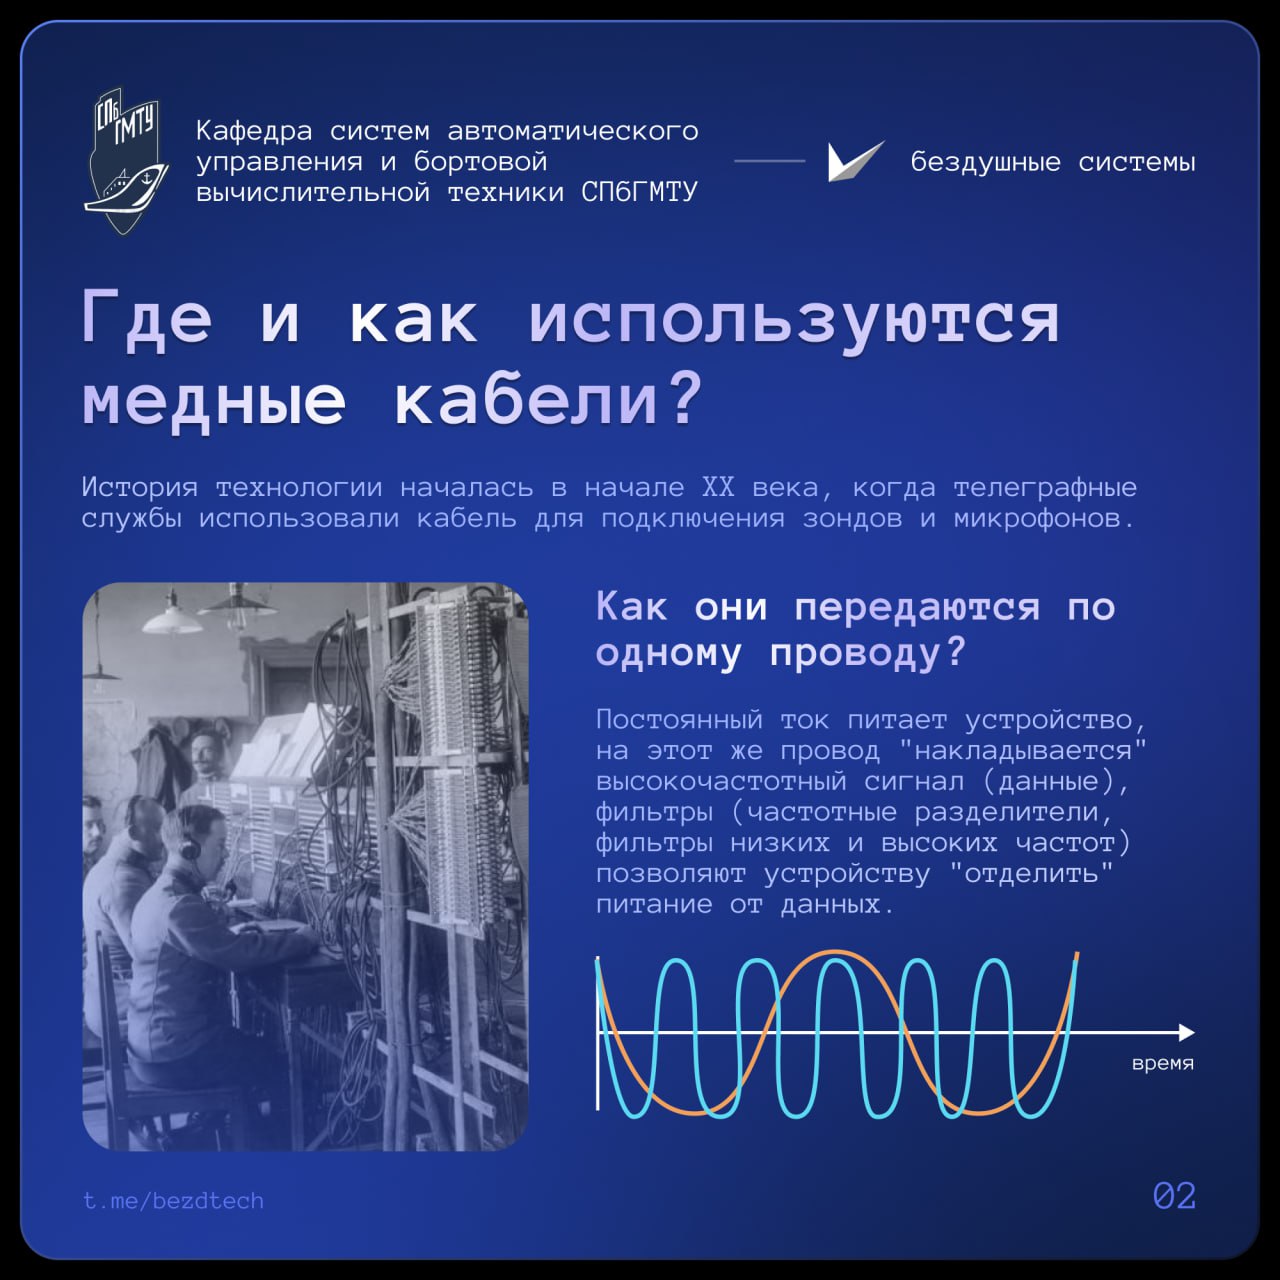 СПб
ГМТУ
Кафедра систем автоматического
управления и бортовой
вычислительной техники СПбГМТУ
бездушные системы
Где и как используются
медные кабели?
История технологии началась в начале XX века, когда телеграфные
службы использовали кабель для подключения зондов и микрофонов.
Как они передаются по
одному проводу?
Постоянный ток питает устройство,
на этот же провод "накладывается"
высокочастотный сигнал (данные),
фильтры (частотные разделители,
фильтры низких и высоких частот)
позволяют устройству "отделить"
питание от данных.
время
t.me/bezdtech
02